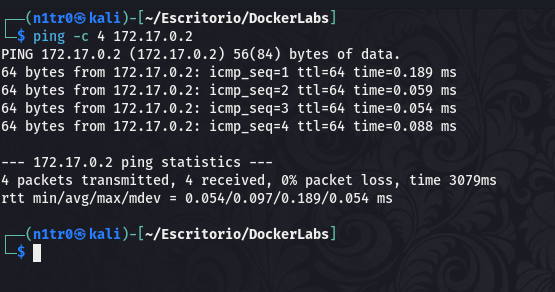 ┌──(n1tr0㉿kali)-[~/Escritorio/DockerLabs]
└─$ ping -c 4 172.17.0.2
PING 172.17.0.2 (172.17.0.2) 56(84) bytes of data.
64 bytes from 172.17.0.2: icmp_seq=1 ttl=64 time=0.189 ms
64 bytes from 172.17.0.2: icmp_seq=2 ttl=64 time=0.059 ms
64 bytes from 172.17.0.2: icmp_seq=3 ttl=64 time=0.054 ms
64 bytes from 172.17.0.2: icmp_seq=4 ttl=64 time=0.088 ms
--- 172.17.0.2 ping statistics ---
4 packets transmitted, 4 received, 0% packet loss, time 3079ms
rtt min/avg/max/mdev = 0.054/0.097/0.189/0.054 ms
┌──(n1tr0㉿kali)-[~/Escritorio/DockerLabs]
└─$